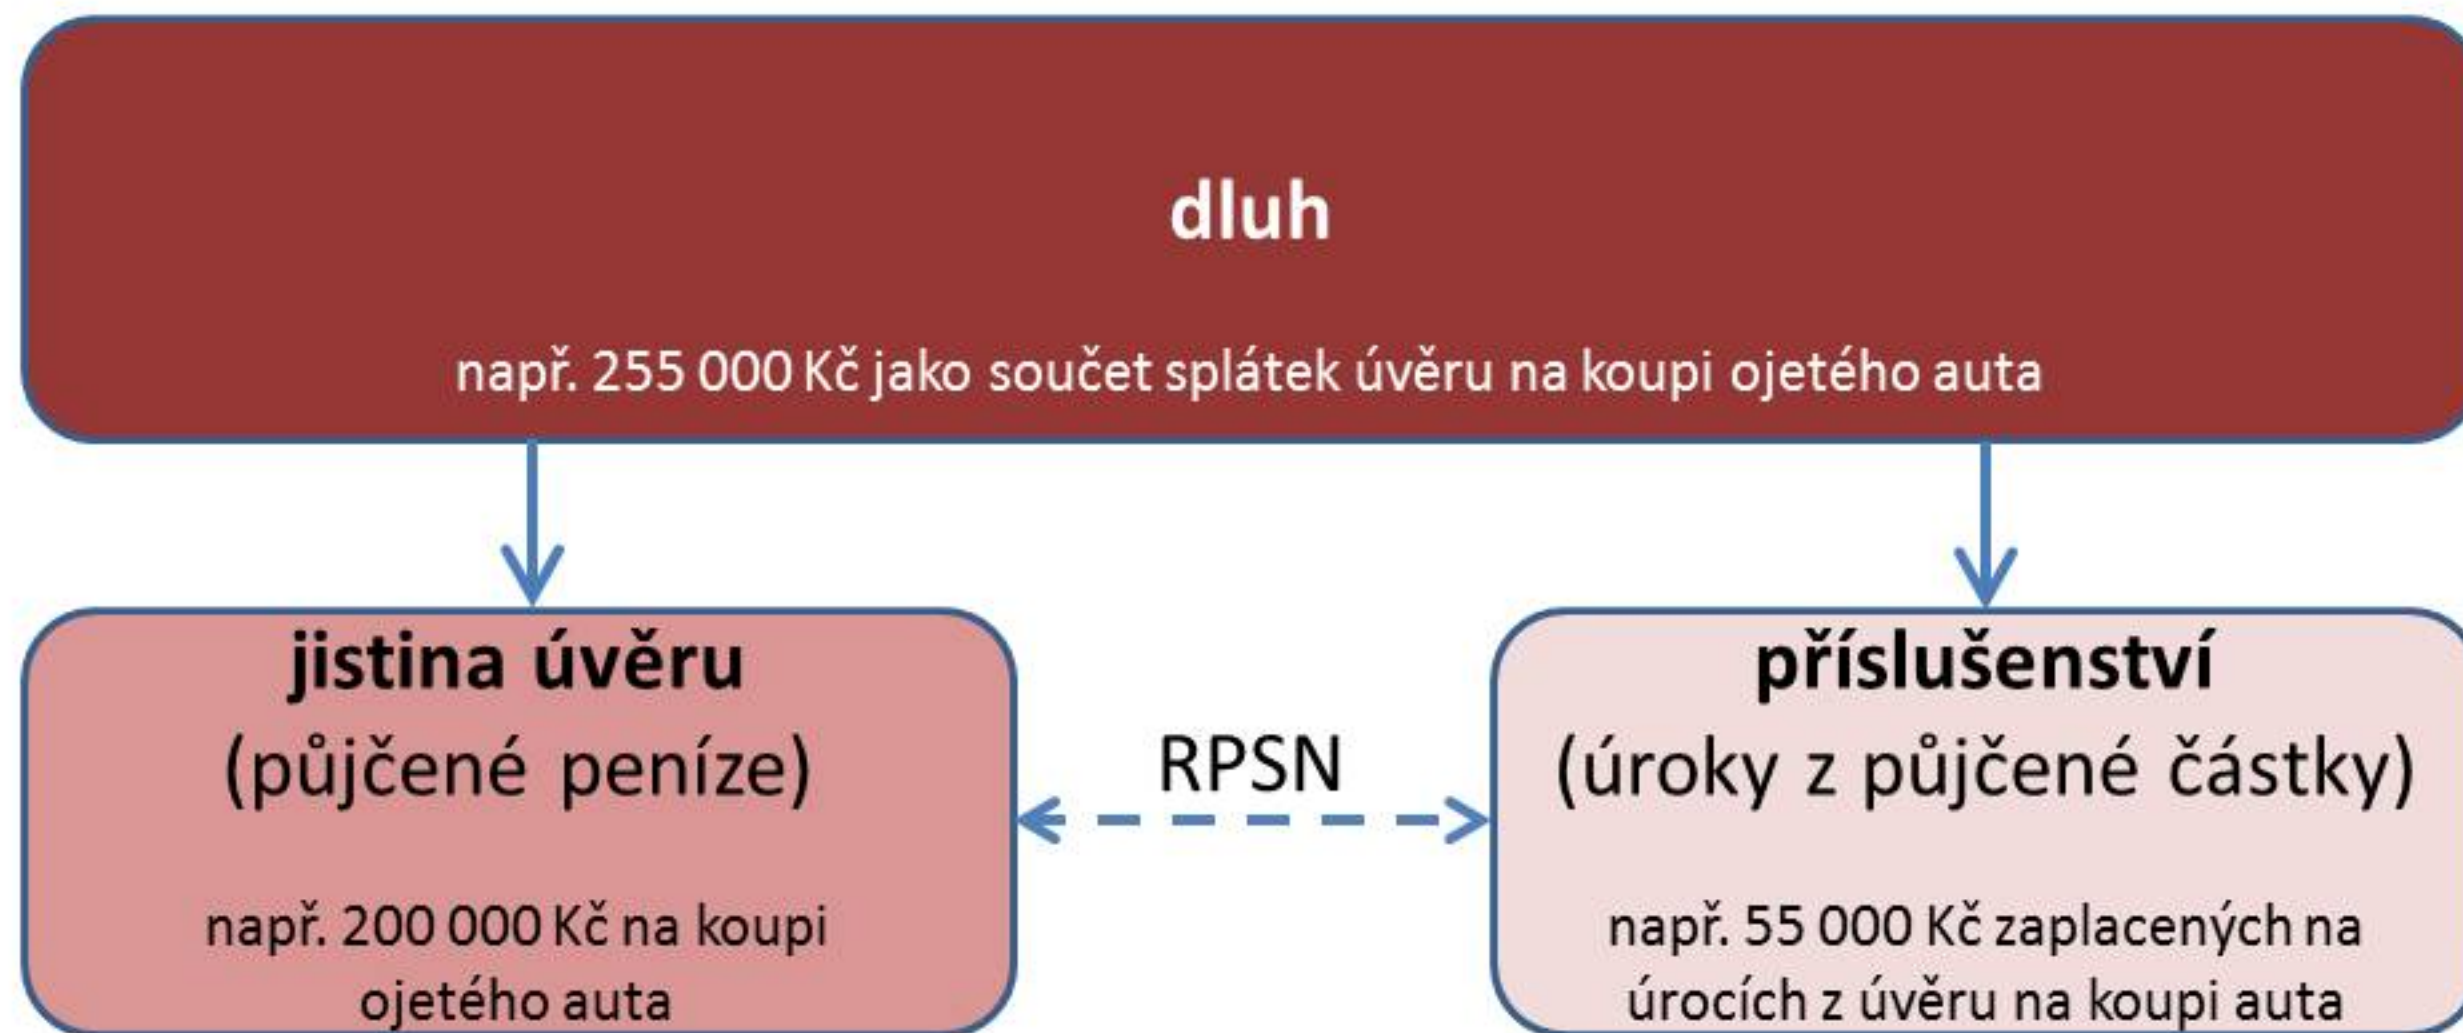 dluh
např. 255 000 Kč jako součet splátek úvěru na koupi ojetého auta
jistina úvěru
(půjčené peníze)
např. 200 000 Kč na koupi
ojetého auta
RPSN
příslušenství
(úroky z půjčené částky)
např. 55 000 Kč zaplacených na
úrocích z úvěru na koupi auta